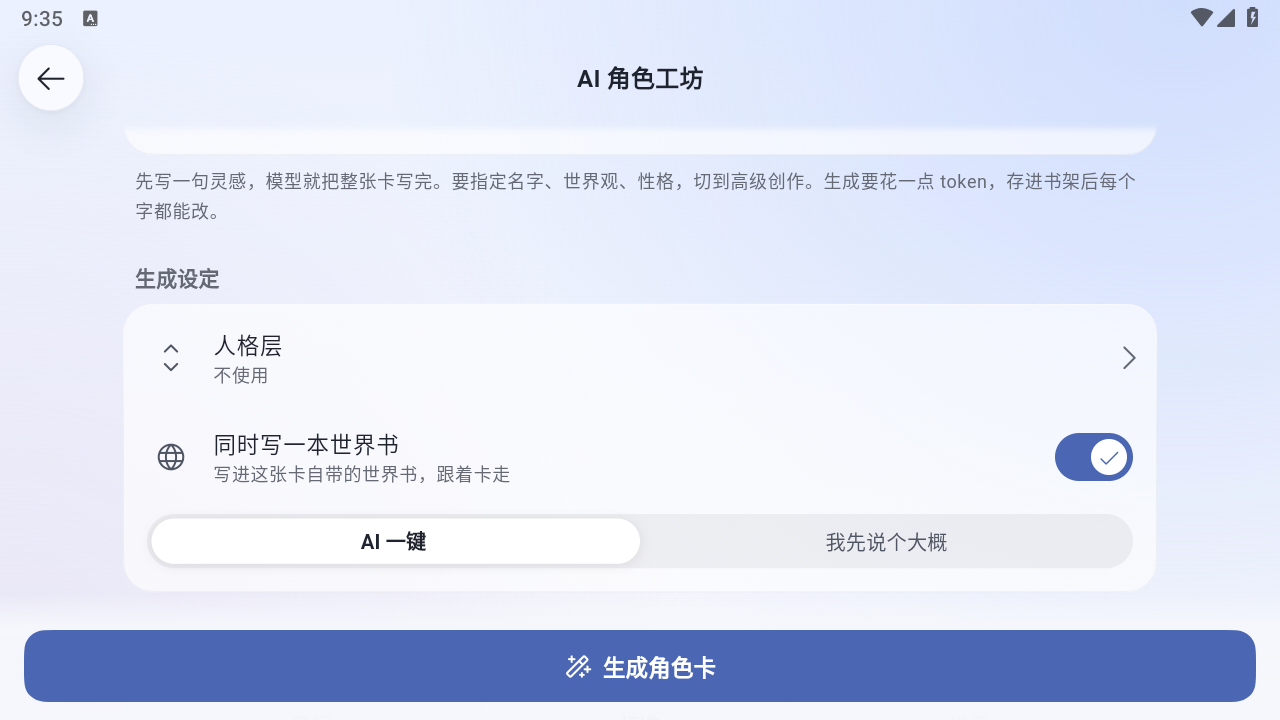 9:35
A
AI 角色工坊
先写一句灵感，模型就把整张卡写完。要指定名字、世界观、性格，切到高级创作。生成要花一点 token，存进书架后每个
字都能改。
生成设定
人格层
不使用
同时写一本世界书
写进这张卡自带的世界书，跟着卡走
AI 一键
我先说个大概
生成角色卡